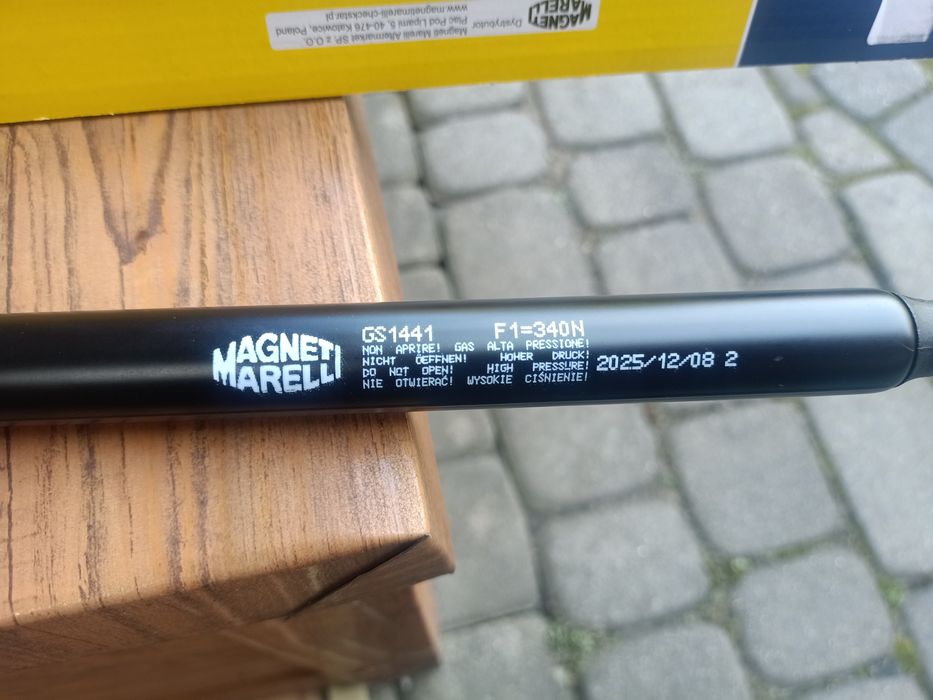 Magneti Marelli Aftermarket SP. z O.O.
Plac Pod Lipami 5, 40-476 Katowice, Poland
www.magnetimarelli-checkstar.pl
Dystrybutor
MAGNETI
MARELLI
MAGNETI
MARELLI
GS1441 F1=340N
NON APRIRE! GAS ALTA PRESSIONE!
NICHT OEFFNEN! HOHER DRUCK!
DO NOT OPEN! HIGH PRESSURE!
NIE OTWIERAĆ! WYSOKIE CIŚNIENIE!
2025/12/08 2